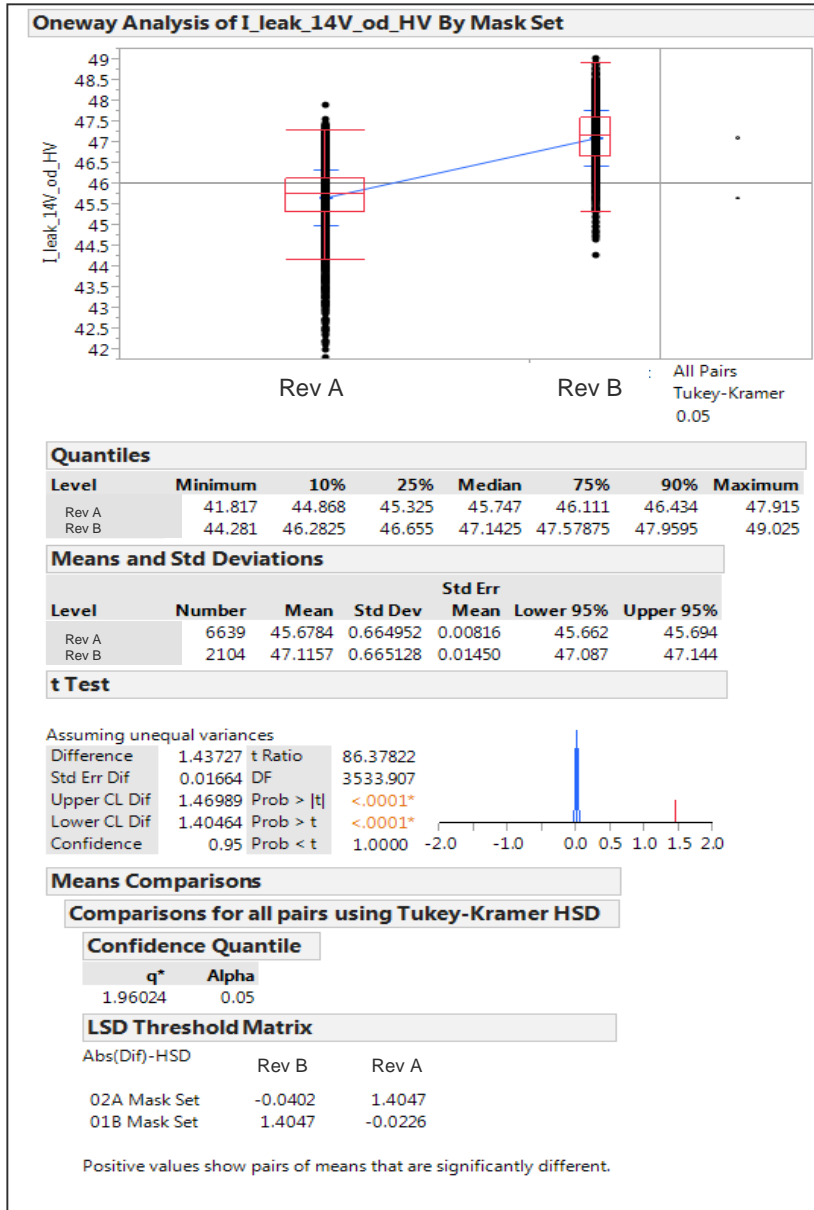 Oneway Analysis of I_leak_14V_od_HV By Mask Set
I_leak_14V_od_HV
49
48.5
48
47.5
47
46.5
46
45.5
45
44.5
44
43.5
43
42.5
42
Rev A Rev B
: All Pairs
Tukey-Kramer
0.05
Quantiles
Level Minimum 10% 25% Median 75% 90% Maximum
Rev A 41.817 44.868 45.325 45.747 46.111 46.434 47.915
Rev B 44.281 46.2825 46.655 47.1425 47.57875 47.9595 49.025
Means and Std Deviations
Std Err
Level Number Mean Std Dev Mean Lower 95% Upper 95%
Rev A 6639 45.6784 0.664952 0.00816 45.662 45.694
Rev B 2104 47.1157 0.665128 0.01450 47.087 47.144
t Test
Assuming unequal variances
Difference 1.43727 t Ratio 86.37822
Std Err Dif 0.01664 DF 3533.907
Upper CL Dif 1.46989 Prob > |t| <.0001*
Lower CL Dif 1.40464 Prob > t <.0001*
Confidence 0.95 Prob < t 1.0000
-2.0 -1.0 0.0 0.5 1.0 1.5 2.0
Means Comparisons
Comparisons for all pairs using Tukey-Kramer HSD
Confidence Quantile
q* Alpha
1.96024 0.05
LSD Threshold Matrix
Abs(Dif)-HSD
Rev B Rev A
02A Mask Set -0.0402 1.4047
01B Mask Set 1.4047 -0.0226
Positive values show pairs of means that are significantly different.